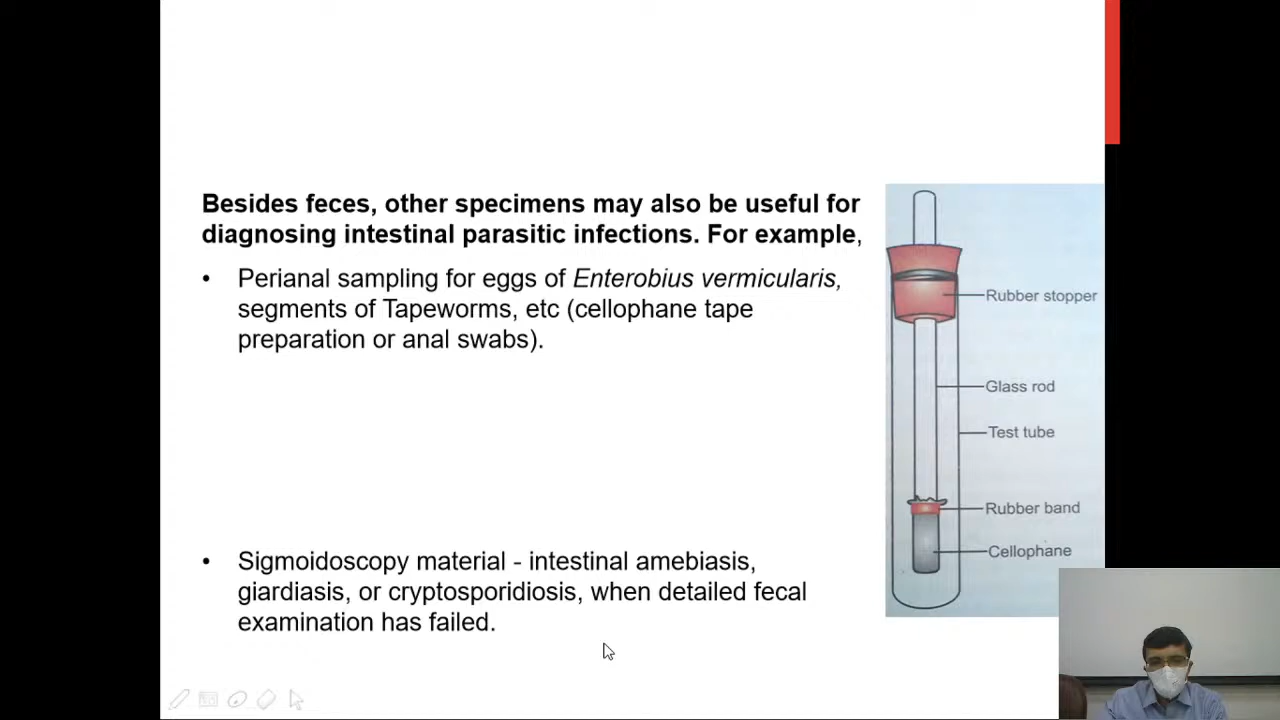 Besides feces, other specimens may also be useful for
diagnosing intestinal parasitic infections. For example,
• Perianal sampling for eggs of Enterobius vermicularis,
segments of Tapeworms, etc (cellophane tape
preparation or anal swabs).
• Sigmoidoscopy material - intestinal amebiasis,
giardiasis, or cryptosporidiosis, when detailed fecal
examination has failed.
Rubber stopper
Glass rod
Test tube
Rubber band
Cellophane